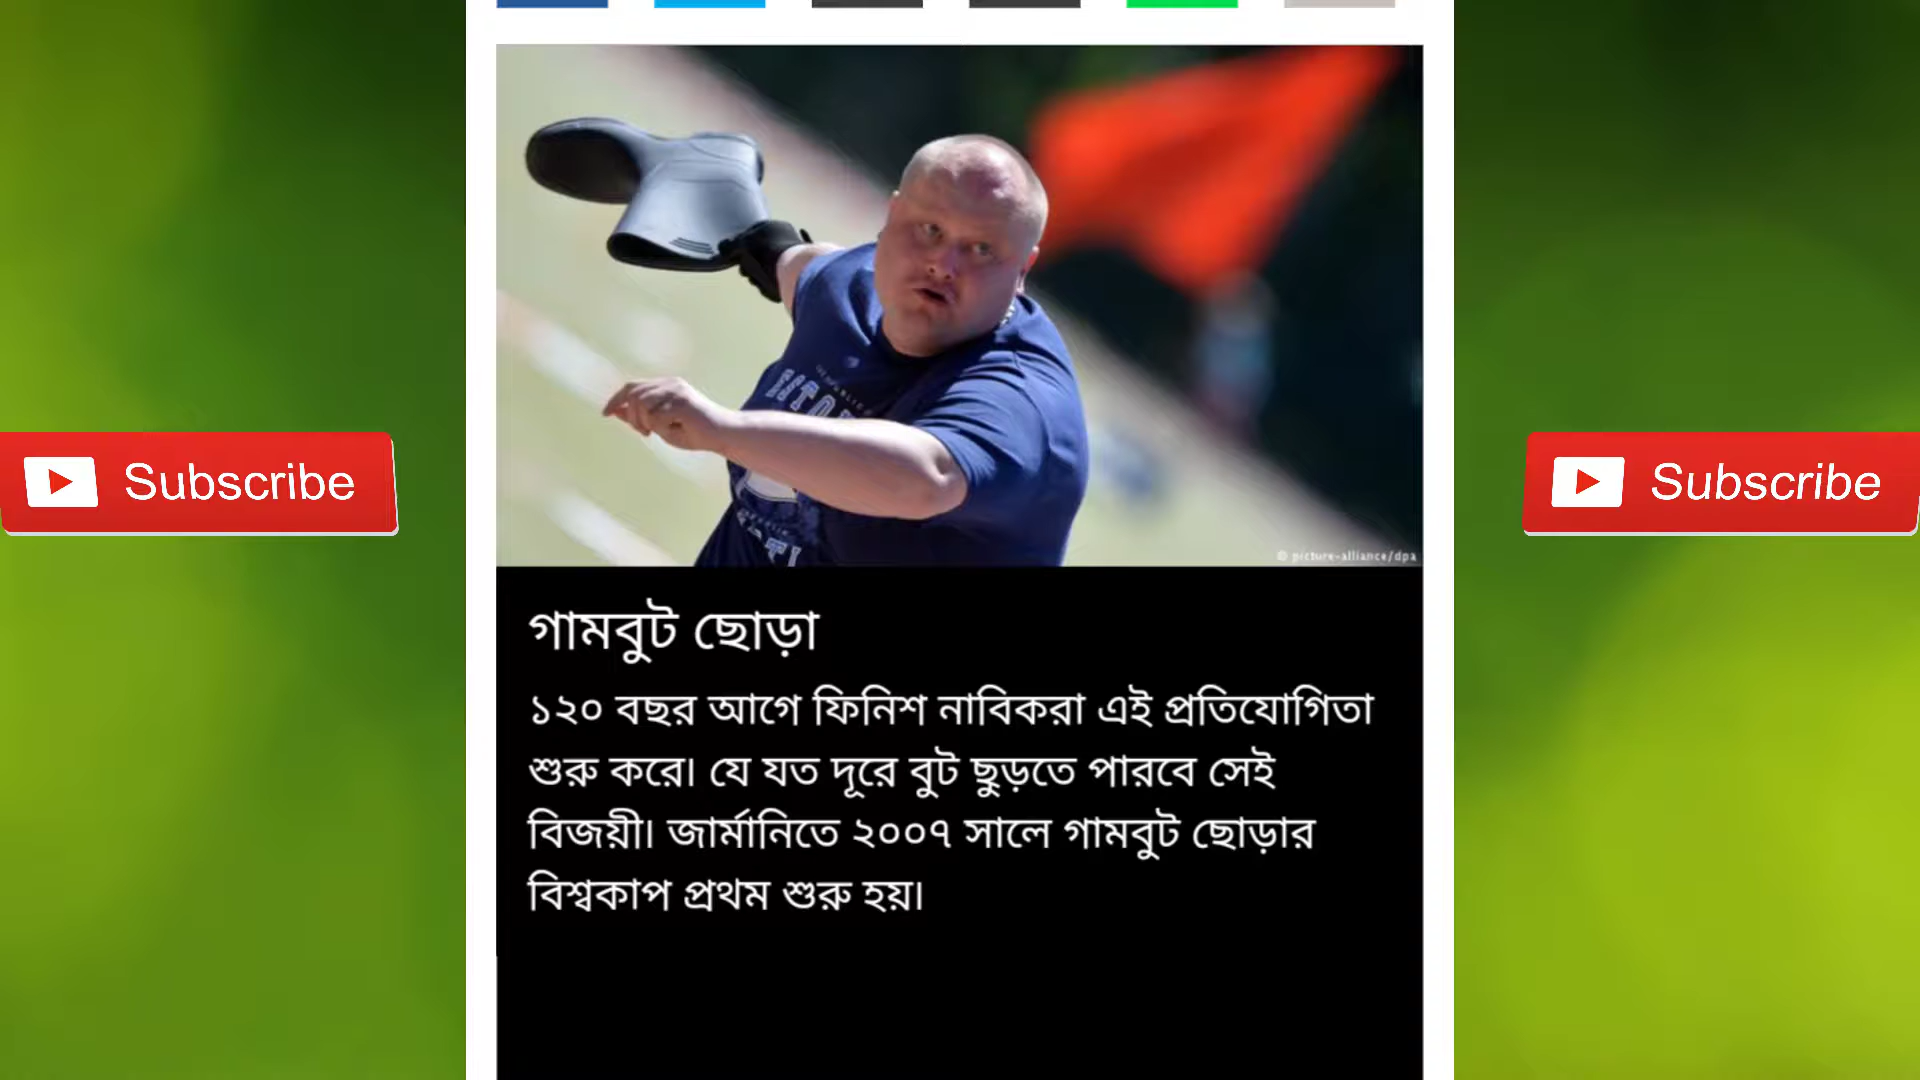 Subscribe
Subscribe
© picture-alliance/dpa
গামবুট ছোড়া
১২০ বছর আগে ফিনিশ নাবিকরা এই প্রতিযোগিতা
শুরু করে। যে যত দূরে বুট ছুড়তে পারবে সেই
বিজয়ী। জার্মানিতে ২০০৭ সালে গামবুট ছোড়ার
বিশ্বকাপ প্রথম শুরু হয়।